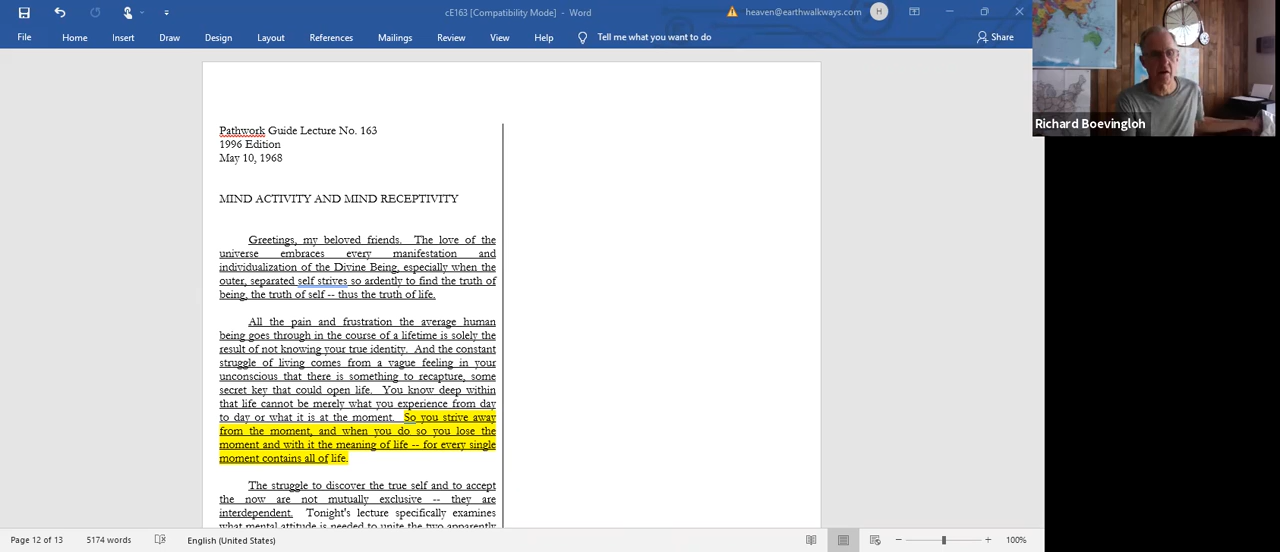 cE163 [Compatibility Mode] - Word
heaven@earthwalkways.com
H
File
Home
Insert
Draw
Design
Layout
References
Mailings
Review
View
Help
Tell me what you want to do
Share
Richard Boevingloh
Pathwork Guide Lecture No. 163
1996 Edition
May 10, 1968
MIND ACTIVITY AND MIND RECEPTIVITY
Greetings, my beloved friends. The love of the
universe embraces every manifestation and
individualization of the Divine Being, especially when the
outer, separated self strives so ardently to find the truth of
being, the truth of self -- thus the truth of life.
All the pain and frustration the average human
being goes through in the course of a lifetime is solely the
result of not knowing your true identity. And the constant
struggle of living comes from a vague feeling in your
unconscious that there is something to recapture, some
secret key that could open life. You know deep within
that life cannot be merely what you experience from day
to day or what it is at the moment. So you strive away
from the moment, and when you do so you lose the
moment and with it the meaning of life -- for every single
moment contains all of life.
The struggle to discover the true self and to accept
the now are not mutually exclusive -- they are
interdependent. Tonight's lecture specifically examines
what mental attitude is needed to unite the two apparently
Page 12 of 13
5174 words
English (United States)
100%